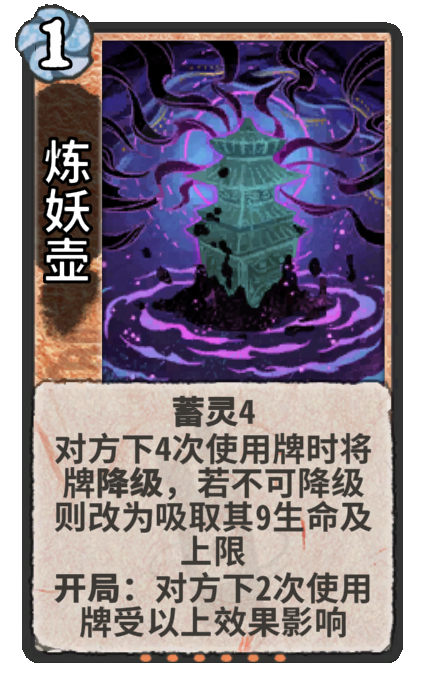 1
炼妖壶
蓄灵4
对方下4次使用牌时将
牌降级，若不可降级
则改为吸取其9生命及
上限
开局：对方下2次使用
牌受以上效果影响